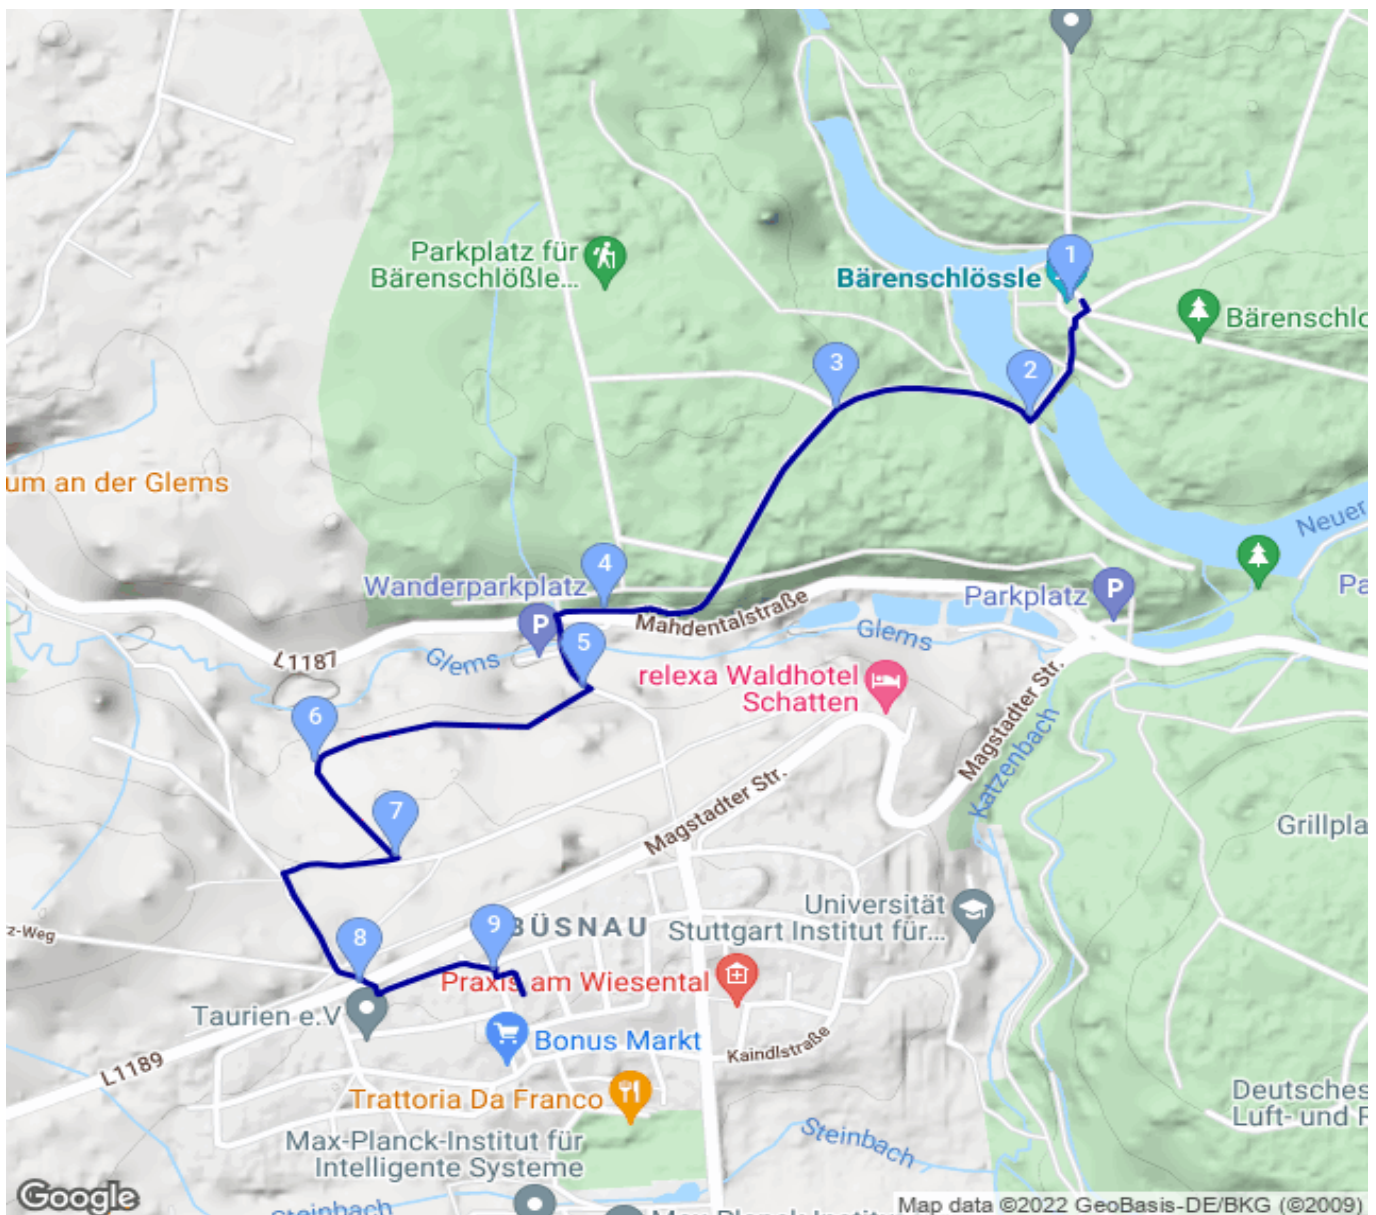 1
Parkplatz für
Bärenschlößle...
Bärenschlössle
Bärenschlo
3
2
um an der Glems
Neuer
4
Wanderparkplatz
P
Parkplatz
P
Pa
Mahdentalstraße
Glems
5
Glems
L1187
relexa Waldhotel
Schatten
Magstadter Str.
Katzenbach
6
7
Magstadter Str.
Grillpla
Universität
Stuttgart Institut für...
z-Weg
8
9
BÜSNAU
Praxis am Wiesental
Taurien e.V
Bonus Markt
Kaindlstraße
L1189
Trattoria Da Franco
Deutsches
Luft- und R
Max-Planck-Institut für
Intelligente Systeme
Steinbach
Steinbach
Google
Map data ©2022 GeoBasis-DE/BKG (©2009)